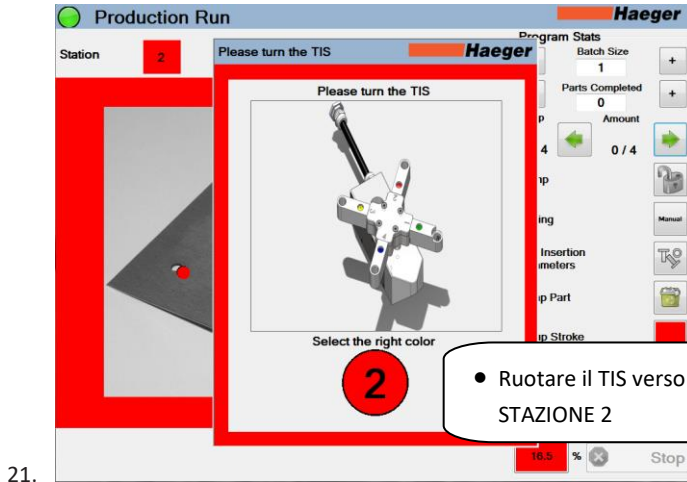 Production Run
Haeger
Station
2
Please turn the TIS
Haeger
Please turn the TIS
Select the right color
2
Program Stats
Batch Size
1
+
Parts Completed
0
+
Amount
4
0 / 4
Manual
Insertion
Part
Stroke
• Ruotare il TIS verso
STAZIONE 2
16.5 %
Stop
21.